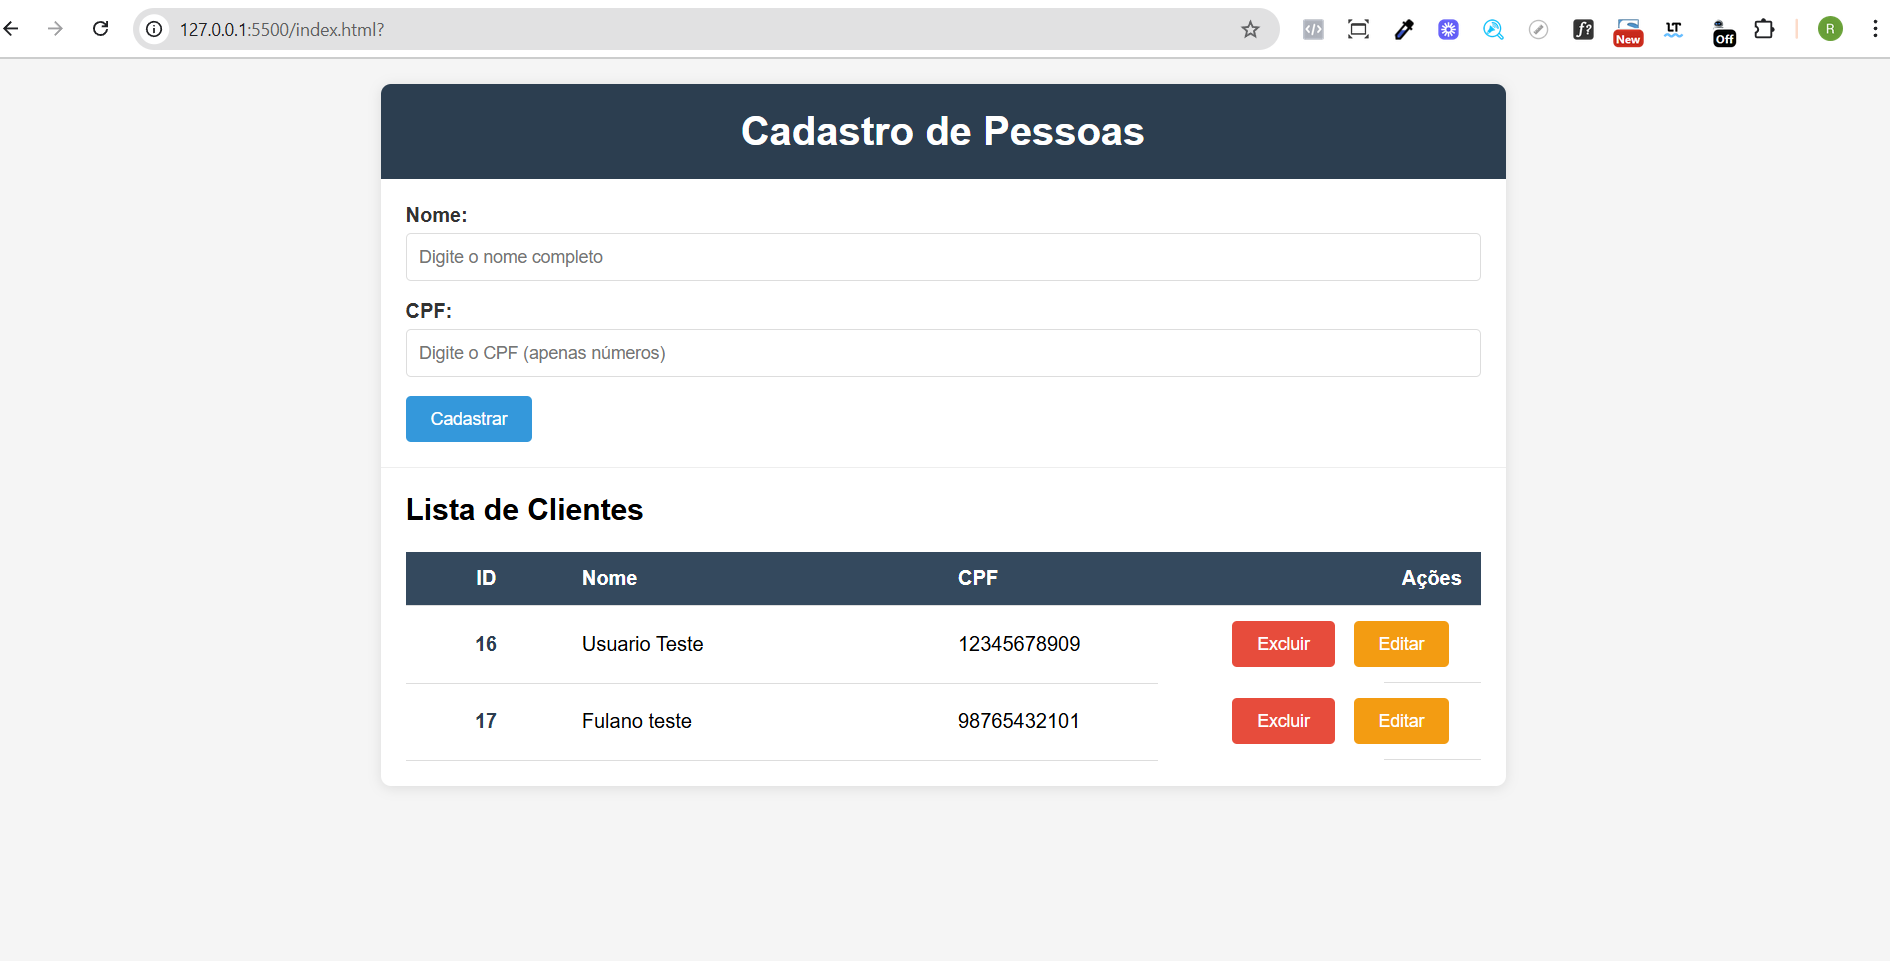 127.0.0.1:5500/index.html?
f?
New
LT
Off
R
Cadastro de Pessoas
Nome:
Digite o nome completo
CPF:
Digite o CPF (apenas números)
Cadastrar
Lista de Clientes
ID Nome CPF Ações
16 Usuario Teste 12345678909 Excluir Editar
17 Fulano teste 98765432101 Excluir Editar